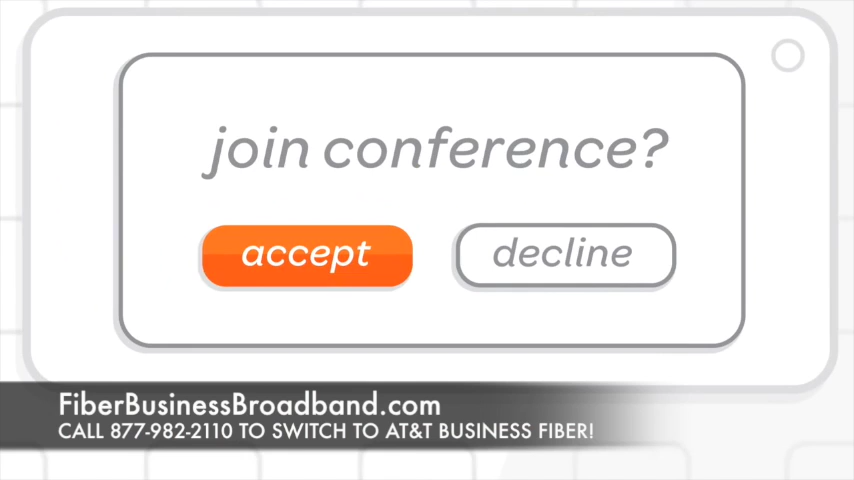 join conference?
accept
decline
FiberBusinessBroadband.com
CALL 877-982-2110 TO SWITCH TO AT&T BUSINESS FIBER!